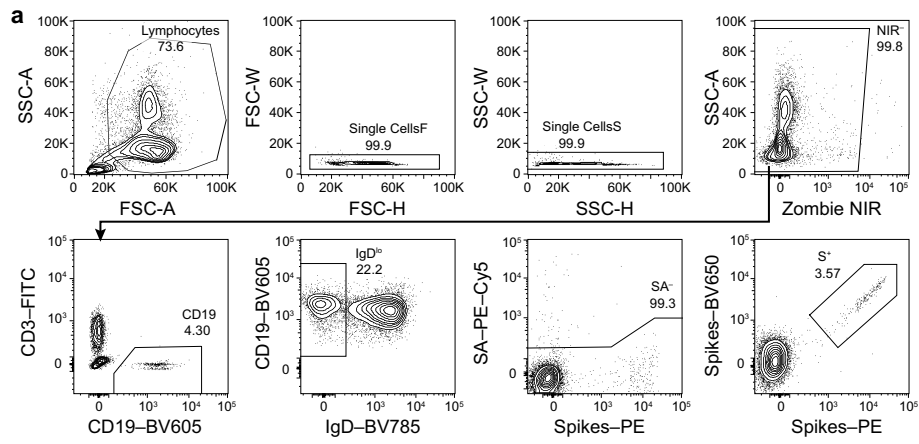 a
Lymphocytes
73.6
100K
80K
60K
40K
20K
0
SSC-A
0 20K 60K 100K
FSC-A
Single CellsF
99.9
100K
80K
60K
40K
20K
0
FSC-W
20K 60K 100K
FSC-H
Single CellsS
99.9
100K
80K
60K
40K
20K
0
SSC-W
20K 60K 100K
SSC-H
NIR⁻
99.8
100K
80K
60K
40K
20K
0
SSC-A
0 10³ 10⁴ 10⁵
Zombie NIR
CD19
4.30
10⁵
10⁴
10³
0
CD3–FITC
0 10³ 10⁴ 10⁵
CD19–BV605
IgDˡᵒ
22.2
10⁵
10⁴
10³
0
CD19–BV605
0 10³ 10⁴ 10⁵
IgD–BV785
SA⁻
99.3
10⁵
10⁴
10³
0
SA–PE–Cy5
0 10³ 10⁴ 10⁵
Spikes–PE
S⁺
3.57
10⁵
10⁴
10³
0
Spikes–BV650
0 10³ 10⁴ 10⁵
Spikes–PE